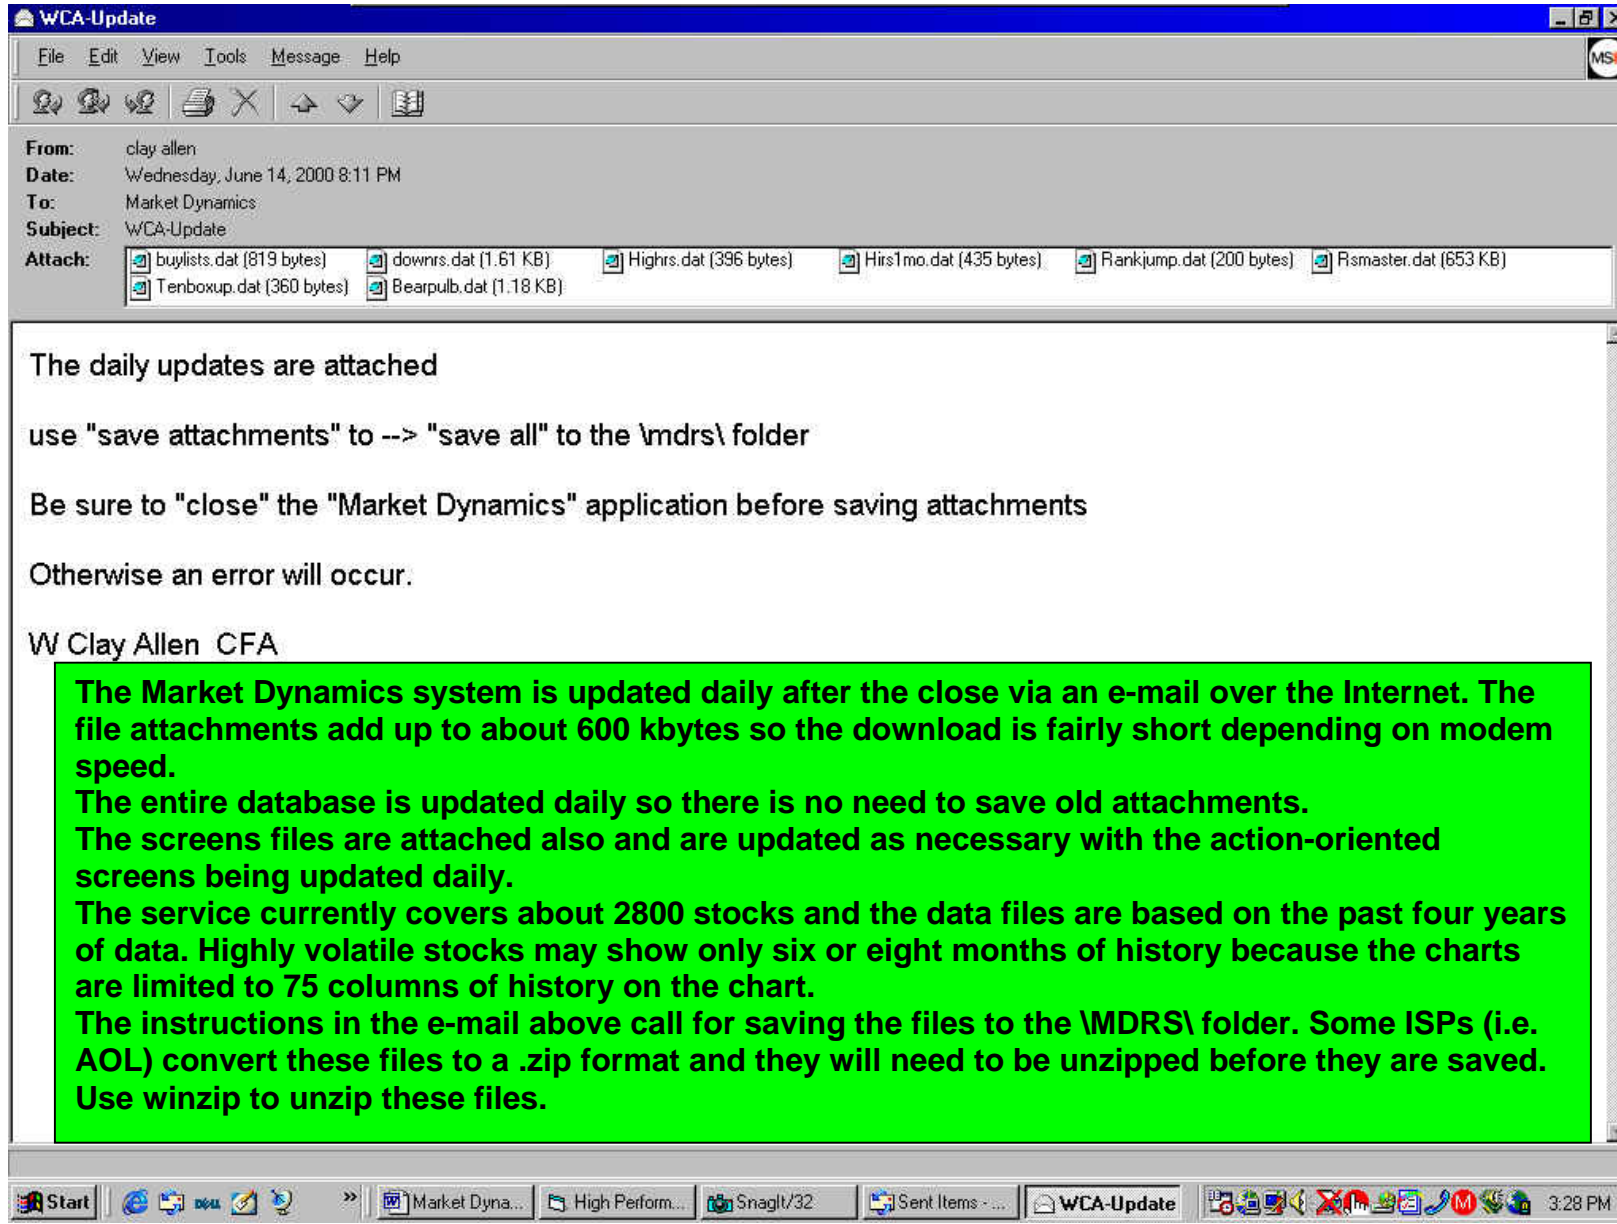 WCA-Update
File Edit View Tools Message Help
From: clay allen
Date: Wednesday, June 14, 2000 8:11 PM
To: Market Dynamics
Subject: WCA-Update
Attach: buylists.dat (819 bytes) downrs.dat (1.61 KB) Highrs.dat (396 bytes) Hirs1mo.dat (435 bytes) Rankjump.dat (200 bytes) Rsmaster.dat (653 KB)
Tenboxup.dat (360 bytes) Bearpulb.dat (1.18 KB)
The daily updates are attached
use "save attachments" to --> "save all" to the \mdrs\ folder
Be sure to "close" the "Market Dynamics" application before saving attachments
Otherwise an error will occur.
W Clay Allen CFA
The Market Dynamics system is updated daily after the close via an e-mail over the Internet. The
file attachments add up to about 600 kbytes so the download is fairly short depending on modem
speed.
The entire database is updated daily so there is no need to save old attachments.
The screens files are attached also and are updated as necessary with the action-oriented
screens being updated daily.
The service currently covers about 2800 stocks and the data files are based on the past four years
of data. Highly volatile stocks may show only six or eight months of history because the charts
are limited to 75 columns of history on the chart.
The instructions in the e-mail above call for saving the files to the \MDRS\ folder. Some ISPs (i.e.
AOL) convert these files to a .zip format and they will need to be unzipped before they are saved.
Use winzip to unzip these files.
Start DELL » Market Dyna... High Perform... SnagIt/32 Sent Items - ... WCA-Update 3:28 PM